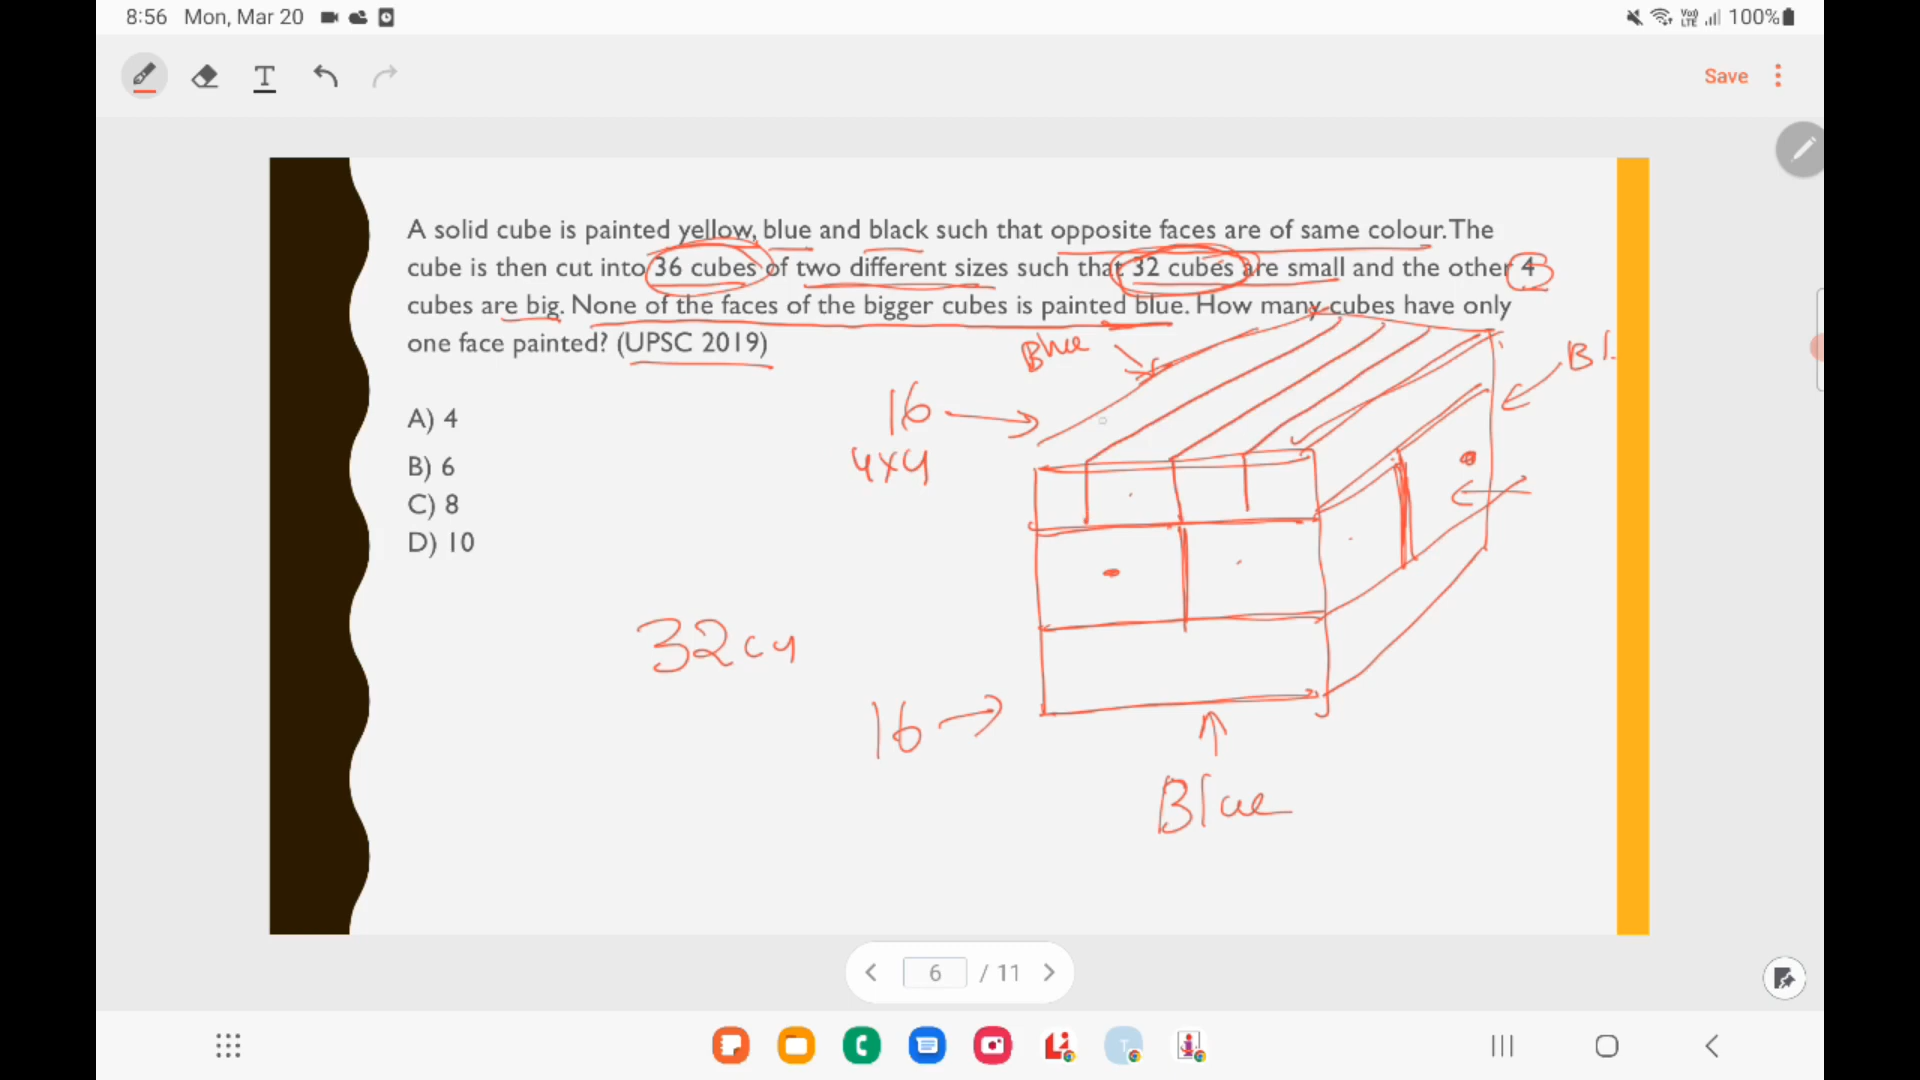 8:56 Mon, Mar 20
Vo) LTE 100%
T
Save
A solid cube is painted yellow, blue and black such that opposite faces are of same colour. The
cube is then cut into 36 cubes of two different sizes such that 32 cubes are small and the other 4
cubes are big. None of the faces of the bigger cubes is painted blue. How many cubes have only
one face painted? (UPSC 2019)
Blue
Bl.
A) 4
16
B) 6
4x4
C) 8
D) 10
32cy
16
Blue
6 / 11
T